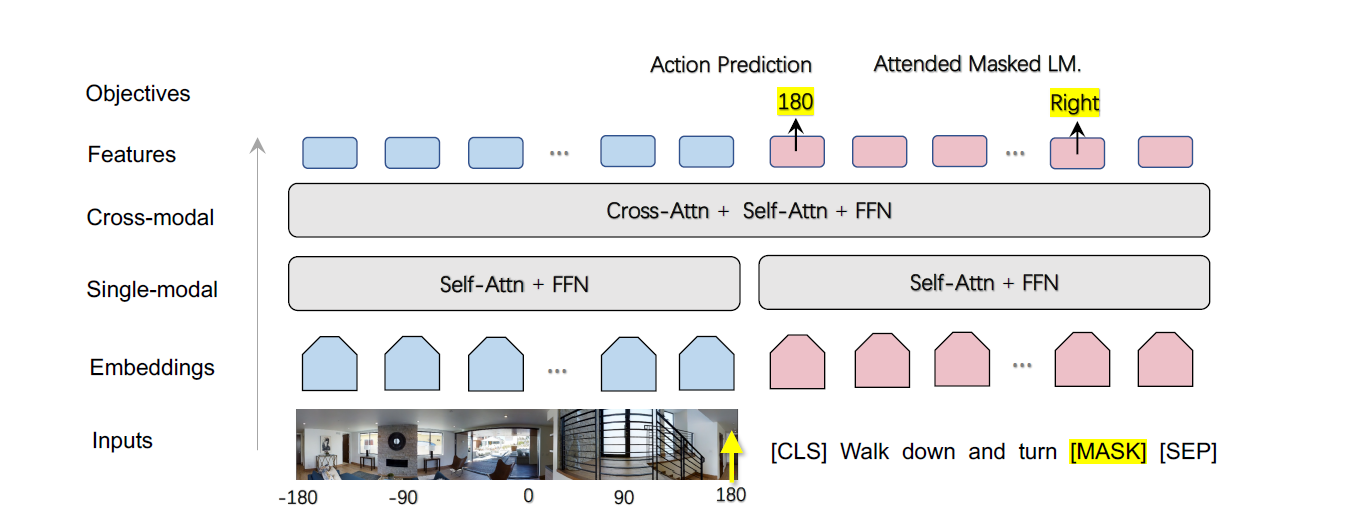 Action Prediction Attended Masked LM.
Objectives
180 Right
Features ... ...
Cross-modal Cross-Attn + Self-Attn + FFN
Single-modal Self-Attn + FFN Self-Attn + FFN
Embeddings ... ...
Inputs [CLS] Walk down and turn [MASK] [SEP]
-180 -90 0 90 180